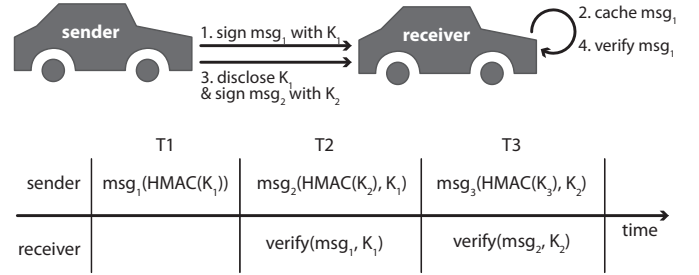 sender
1. sign msg₁ with K₁
3. disclose K₁
& sign msg₂ with K₂
receiver
2. cache msg₁
4. verify msg₁
T1 T2 T3
sender msg₁(HMAC(K₁)) msg₂(HMAC(K₂), K₁) msg₃(HMAC(K₃), K₂)
time
receiver verify(msg₁, K₁) verify(msg₂, K₂)